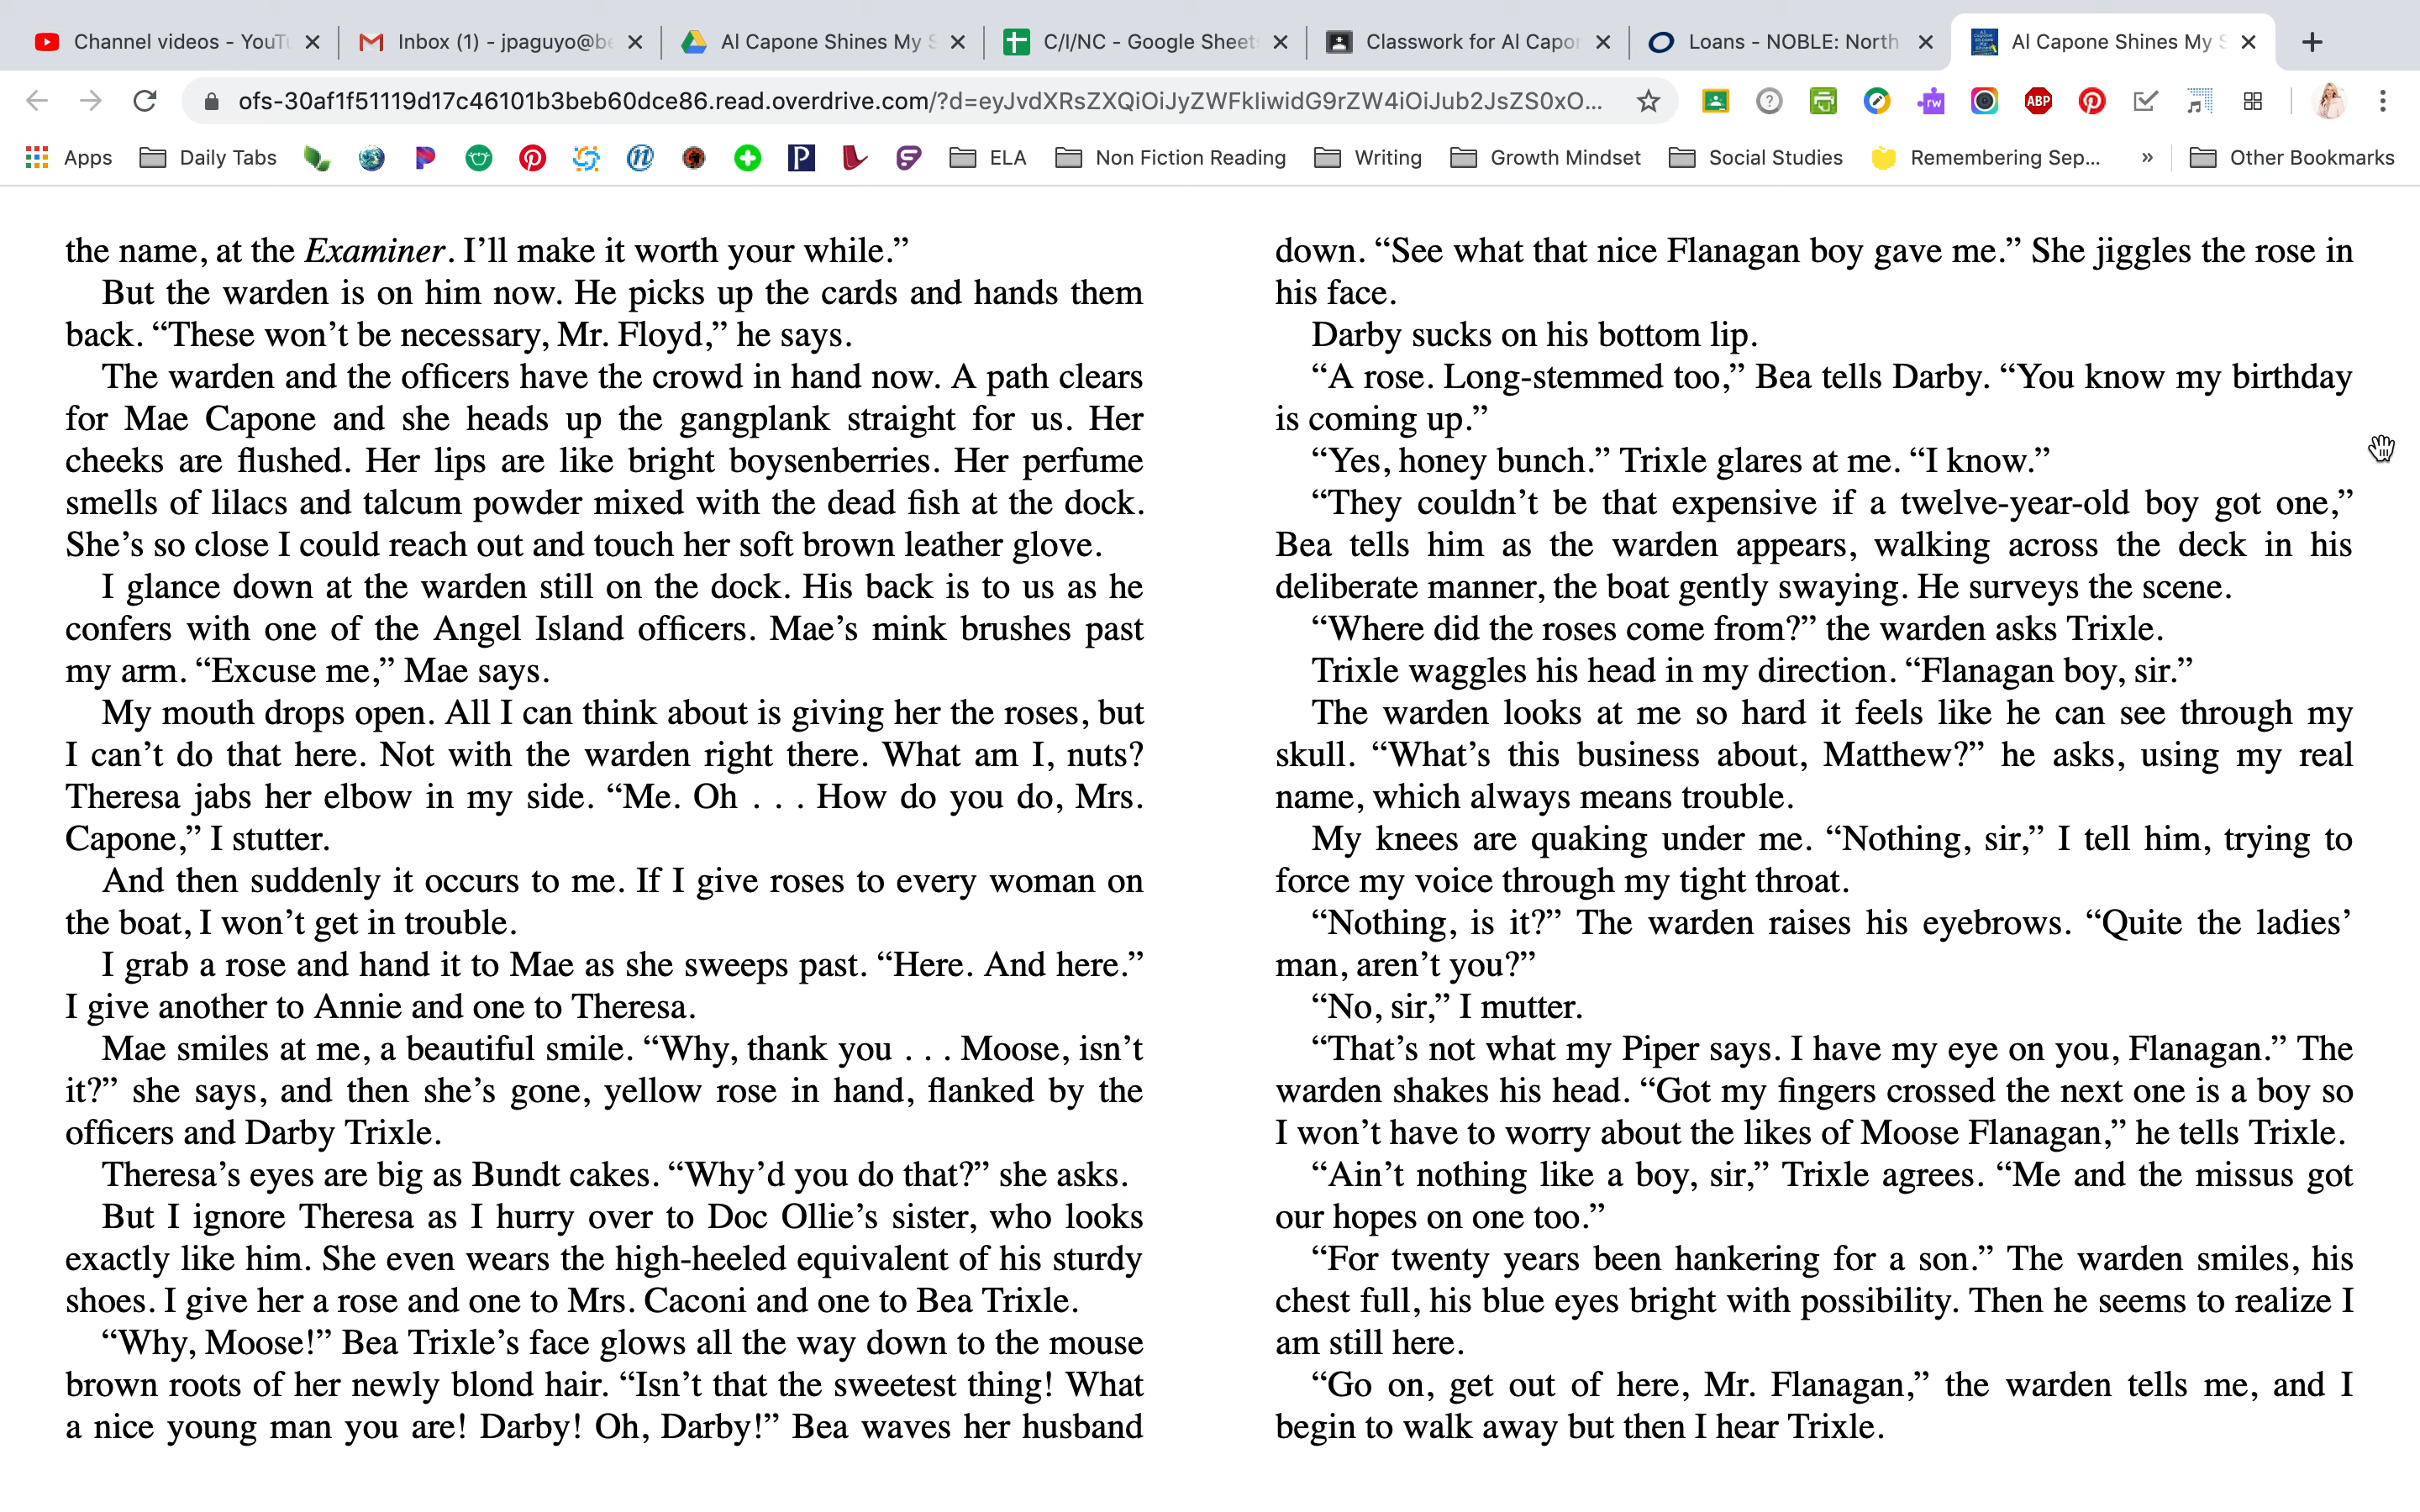 Channel videos - YouTu
Inbox (1) - jpaguyo@be
Al Capone Shines My S
C/I/NC - Google Sheets
Classwork for Al Capon
Loans - NOBLE: North
Al Capone Shines My S
ofs-30af1f51119d17c46101b3beb60dce86.read.overdrive.com/?d=eyJvdXRsZXQiOiJyZWFkIiwidG9rZW4iOiJub2JsZS0xO...
Apps
Daily Tabs
ELA
Non Fiction Reading
Writing
Growth Mindset
Social Studies
Remembering Sep...
»
Other Bookmarks
the name, at the Examiner. I’ll make it worth your while.”
But the warden is on him now. He picks up the cards and hands them
back. “These won’t be necessary, Mr. Floyd,” he says.
The warden and the officers have the crowd in hand now. A path clears
for Mae Capone and she heads up the gangplank straight for us. Her
cheeks are flushed. Her lips are like bright boysenberries. Her perfume
smells of lilacs and talcum powder mixed with the dead fish at the dock.
She’s so close I could reach out and touch her soft brown leather glove.
I glance down at the warden still on the dock. His back is to us as he
confers with one of the Angel Island officers. Mae’s mink brushes past
my arm. “Excuse me,” Mae says.
My mouth drops open. All I can think about is giving her the roses, but
I can’t do that here. Not with the warden right there. What am I, nuts?
Theresa jabs her elbow in my side. “Me. Oh . . . How do you do, Mrs.
Capone,” I stutter.
And then suddenly it occurs to me. If I give roses to every woman on
the boat, I won’t get in trouble.
I grab a rose and hand it to Mae as she sweeps past. “Here. And here.”
I give another to Annie and one to Theresa.
Mae smiles at me, a beautiful smile. “Why, thank you . . . Moose, isn’t
it?” she says, and then she’s gone, yellow rose in hand, flanked by the
officers and Darby Trixle.
Theresa’s eyes are big as Bundt cakes. “Why’d you do that?” she asks.
But I ignore Theresa as I hurry over to Doc Ollie’s sister, who looks
exactly like him. She even wears the high-heeled equivalent of his sturdy
shoes. I give her a rose and one to Mrs. Caconi and one to Bea Trixle.
“Why, Moose!” Bea Trixle’s face glows all the way down to the mouse
brown roots of her newly blond hair. “Isn’t that the sweetest thing! What
a nice young man you are! Darby! Oh, Darby!” Bea waves her husband
down. “See what that nice Flanagan boy gave me.” She jiggles the rose in
his face.
Darby sucks on his bottom lip.
“A rose. Long-stemmed too,” Bea tells Darby. “You know my birthday
is coming up.”
“Yes, honey bunch.” Trixle glares at me. “I know.”
“They couldn’t be that expensive if a twelve-year-old boy got one,”
Bea tells him as the warden appears, walking across the deck in his
deliberate manner, the boat gently swaying. He surveys the scene.
“Where did the roses come from?” the warden asks Trixle.
Trixle waggles his head in my direction. “Flanagan boy, sir.”
The warden looks at me so hard it feels like he can see through my
skull. “What’s this business about, Matthew?” he asks, using my real
name, which always means trouble.
My knees are quaking under me. “Nothing, sir,” I tell him, trying to
force my voice through my tight throat.
“Nothing, is it?” The warden raises his eyebrows. “Quite the ladies’
man, aren’t you?”
“No, sir,” I mutter.
“That’s not what my Piper says. I have my eye on you, Flanagan.” The
warden shakes his head. “Got my fingers crossed the next one is a boy so
I won’t have to worry about the likes of Moose Flanagan,” he tells Trixle.
“Ain’t nothing like a boy, sir,” Trixle agrees. “Me and the missus got
our hopes on one too.”
“For twenty years been hankering for a son.” The warden smiles, his
chest full, his blue eyes bright with possibility. Then he seems to realize I
am still here.
“Go on, get out of here, Mr. Flanagan,” the warden tells me, and I
begin to walk away but then I hear Trixle.